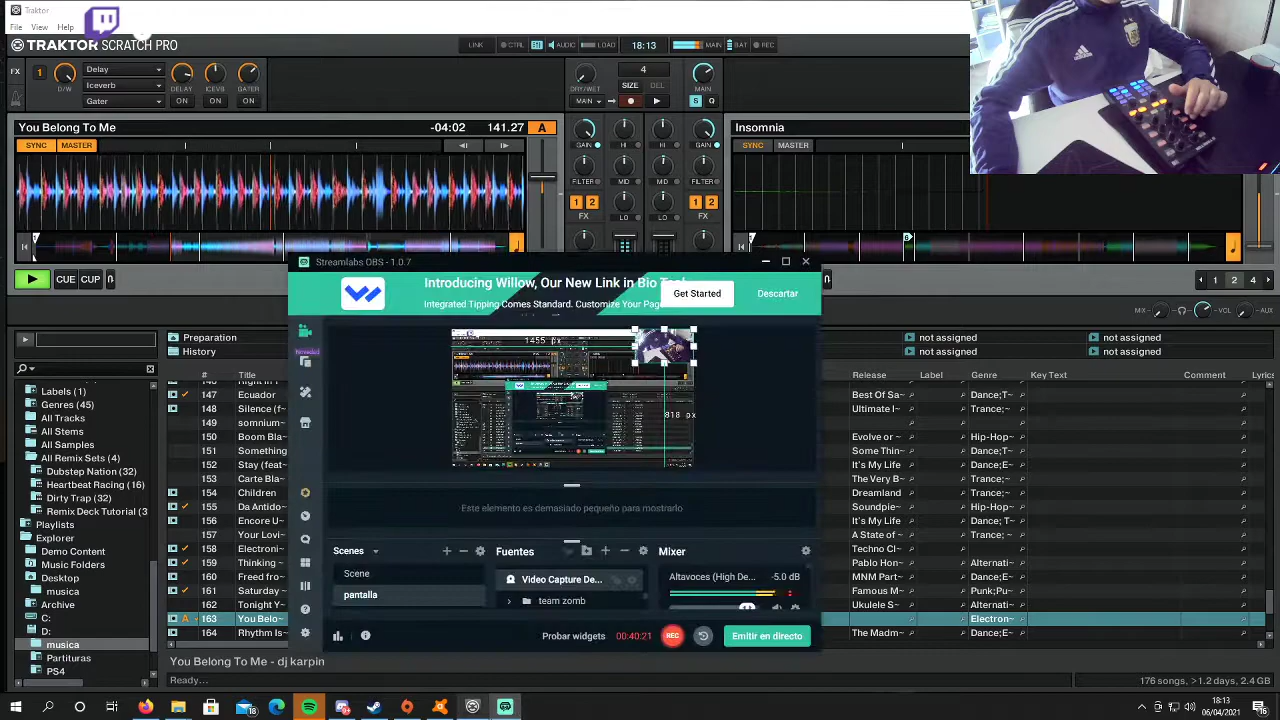 Traktor
File View Help
TRAKTOR SCRATCH PRO
LINK CTRL AUDIO LOAD 18:13 MAIN BAT REC
FX 1 D/W Delay Iceverb Gater DELAY ICEVB GATER ON ON ON
DRY/WET 4 SIZE DEL MAIN MAIN S Q
You Belong To Me -04:02 141.27 A
SYNC MASTER
GAIN HI HI GAIN
FILTER MID MID FILTER
1 2 LO LO 1 2
FX FX
Insomnia
SYNC MASTER
CUE CUP
1 2 4
MIX VOL AUX
Streamlabs OBS - 1.0.7
Introducing Willow, Our New Link in Bio
Integrated Tipping Comes Standard. Customize Your Pag
Get Started Descartar
1455 px
818 px
Este elemento es demasiado pequeño para mostrarlo
Scenes Fuentes Mixer
Scene
pantalla
Video Capture De...
team zomb
Altavoces (High De... -5.0 dB
Probar widgets 00:40:21 REC Emitir en directo
Preparation
History
not assigned not assigned
not assigned not assigned
# Title Release Label Genre Key Text Comment Lyrics
Labels (1)
Genres (45)
All Tracks
All Stems
All Samples
All Remix Sets (4)
Dubstep Nation (32)
Heartbeat Racing (16)
Dirty Trap (32)
Remix Deck Tutorial (3
Playlists
Explorer
Demo Content
Music Folders
Desktop
musica
Archive
C:
D:
musica
Partituras
PS4
147 Ecuador Best Of Sa~ Dance;T~
148 Silence (f~ Ultimate I~ Trance;~
149 somnium~
150 Boom Bla~ Evolve or~ Hip-Hop~
151 Something Some Thin~ Dance;T~
152 Stay (feat~ It's My Life Dance;E~
153 Carte Bla~ The Very B~ Trance;~
154 Children Dreamland Trance;~
155 Da Antido~ Soundpie~ Hip-Hop~
156 Encore U~ Dance; T~
157 Your Lovi~ A State of~ Trance;~
158 Electroni~ Techno Cl~
159 Thinking~ Pablo Hon~ Alternati~
160 Freed fro~ MNM Part~ Dance;E~
161 Saturday~ Famous M~ Punk;Pu~
162 Tonight Y~ Ukulele S~ Alternati~
A 163 You Belo~ Electron~
164 Rhythm Is~ The Madm~ Dance;E~
You Belong To Me - dj karpin
Ready...
176 songs, >1.2 days, 2.4 GB
18
18:13
06/04/2021